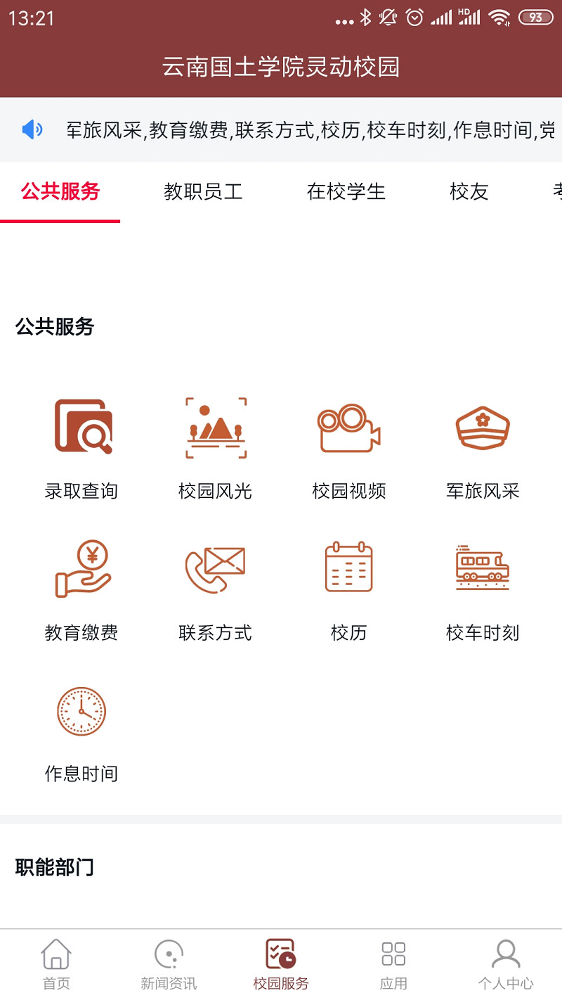 13:21 HD 93
云南国土学院灵动校园
军旅风采,教育缴费,联系方式,校历,校车时刻,作息时间,党
公共服务 教职员工 在校学生 校友
公共服务
录取查询 校园风光 校园视频 军旅风采
¥
教育缴费 联系方式 校历 校车时刻
作息时间
职能部门
首页 新闻资讯 校园服务 应用 个人中心